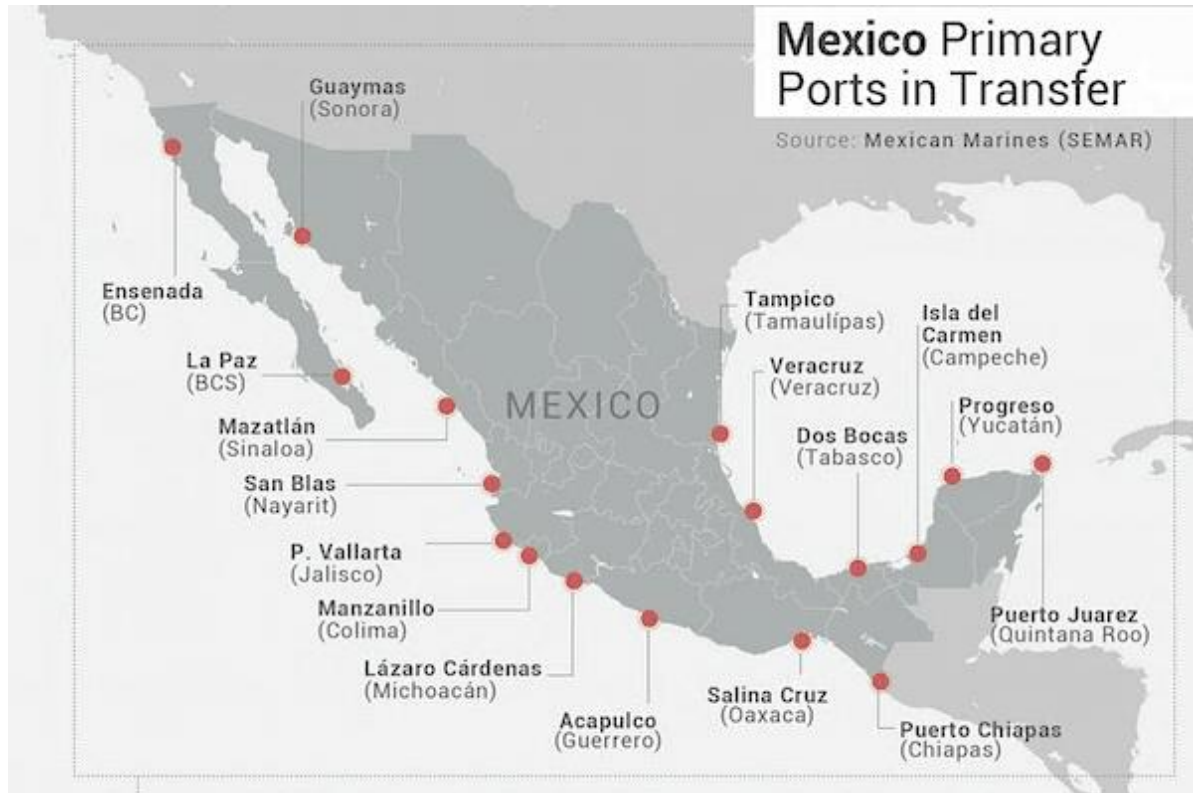 Mexico Primary
Ports in Transfer
Source: Mexican Marines (SEMAR)
Guaymas
(Sonora)
Ensenada
(BC)
La Paz
(BCS)
Mazatlán
(Sinaloa)
San Blas
(Nayarit)
P. Vallarta
(Jalisco)
Manzanillo
(Colima)
Lázaro Cárdenas
(Michoacán)
Acapulco
(Guerrero)
MEXICO
Tampico
(Tamaulípas)
Veracruz
(Veracruz)
Dos Bocas
(Tabasco)
Isla del
Carmen
(Campeche)
Progreso
(Yucatán)
Puerto Juarez
(Quintana Roo)
Salina Cruz
(Oaxaca)
Puerto Chiapas
(Chiapas)